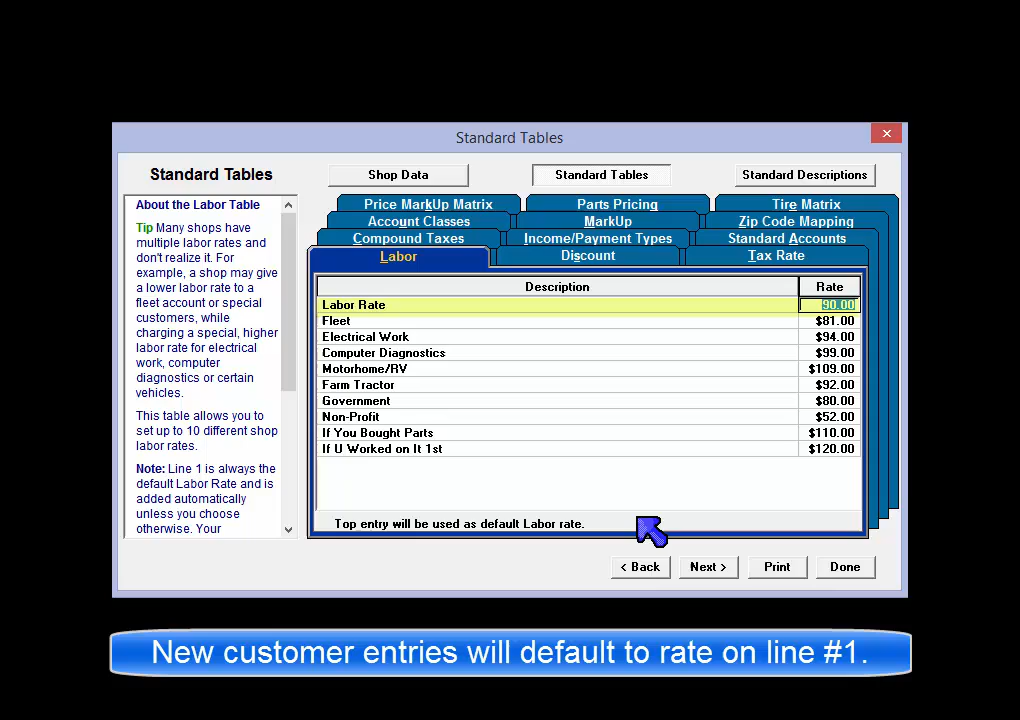 Standard Tables
Standard Tables
Shop Data
Standard Tables
Standard Descriptions
About the Labor Table
Tip Many shops have
multiple labor rates and
don't realize it. For
example, a shop may give
a lower labor rate to a
fleet account or special
customers, while
charging a special, higher
labor rate for electrical
work, computer
diagnostics or certain
vehicles.
This table allows you to
set up to 10 different shop
labor rates.
Note: Line 1 is always the
default Labor Rate and is
added automatically
unless you choose
otherwise. Your
Price MarkUp Matrix
Parts Pricing
Tire Matrix
Account Classes
MarkUp
Zip Code Mapping
Compound Taxes
Income/Payment Types
Standard Accounts
Labor
Discount
Tax Rate
Description Rate
Labor Rate 90.00
Fleet $81.00
Electrical Work $94.00
Computer Diagnostics $99.00
Motorhome/RV $109.00
Farm Tractor $92.00
Government $80.00
Non-Profit $52.00
If You Bought Parts $110.00
If U Worked on It 1st $120.00
Top entry will be used as default Labor rate.
< Back
Next >
Print
Done
New customer entries will default to rate on line #1.